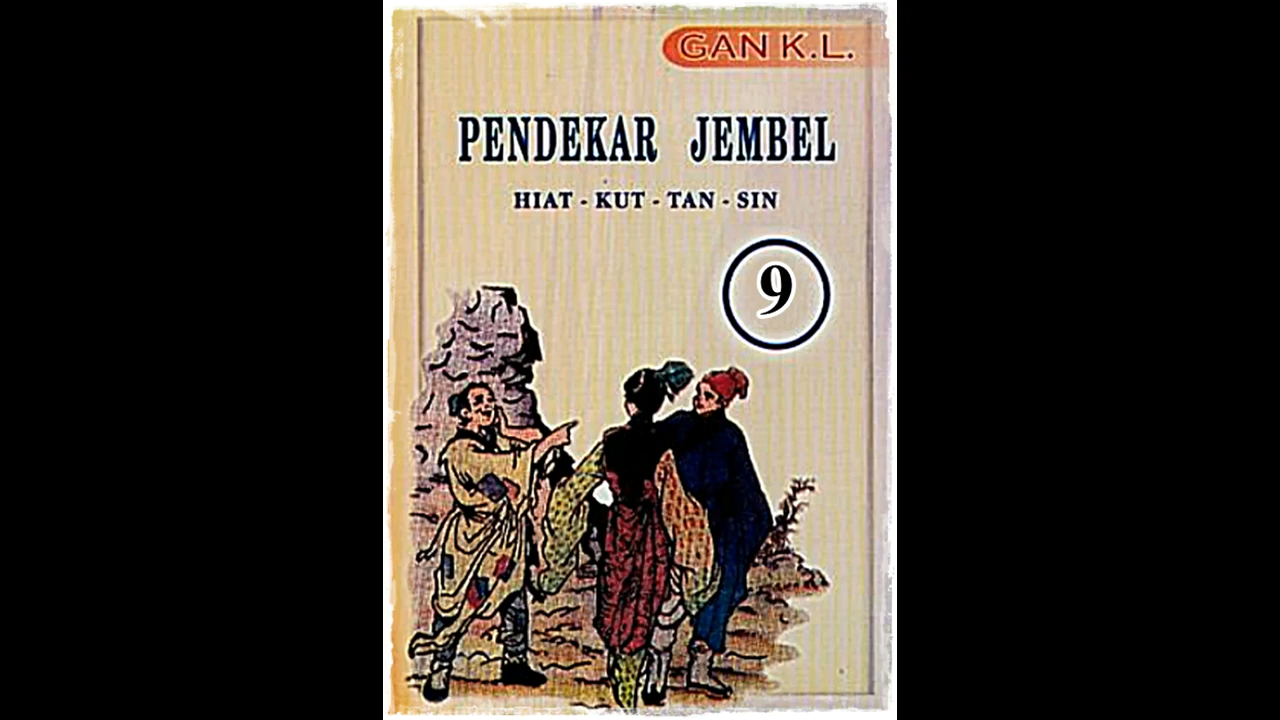 GAN K.L.
PENDEKAR JEMBEL
HIAT - KUT - TAN - SIN
9